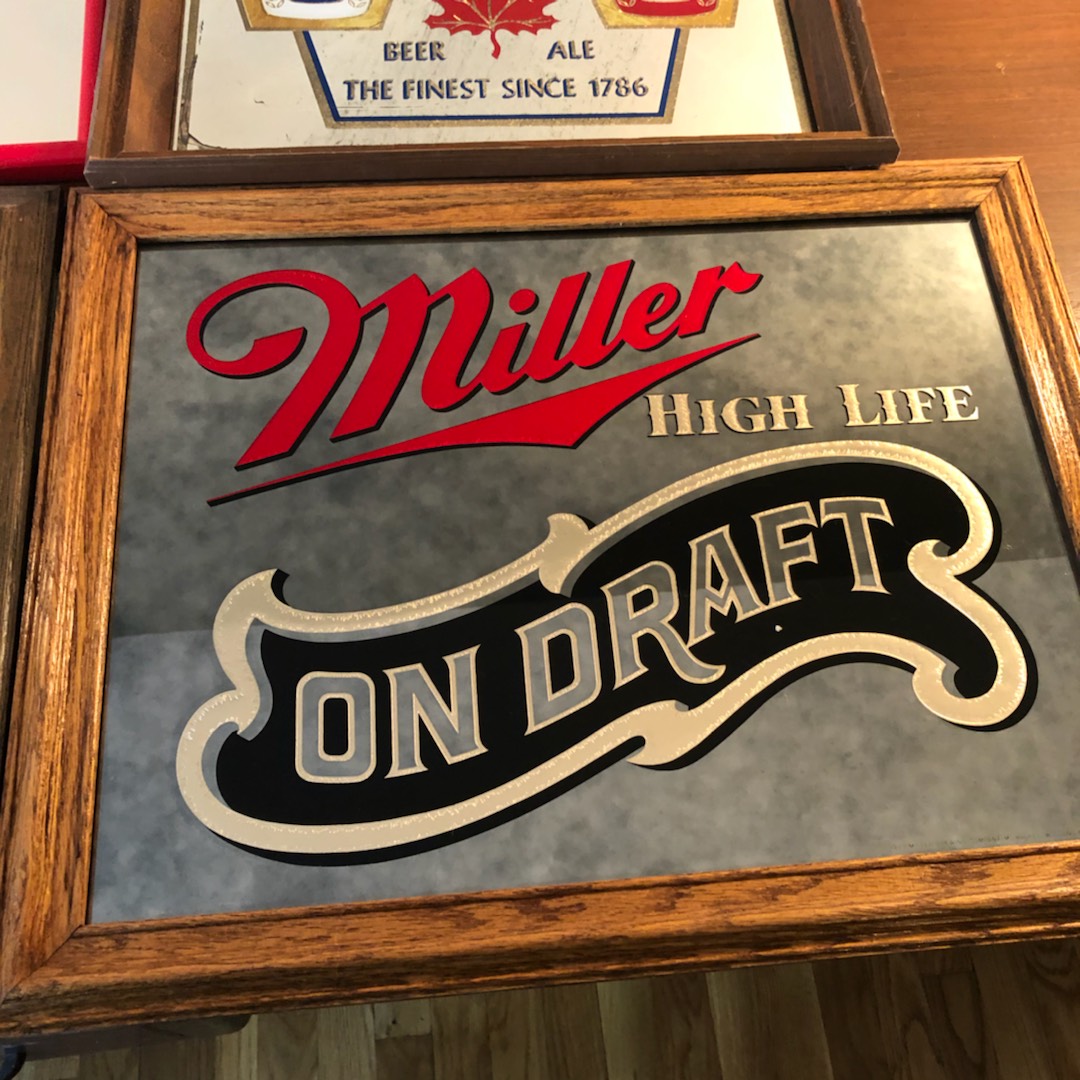 BEER ALE
THE FINEST SINCE 1786
Miller
HIGH LIFE
ON DRAFT